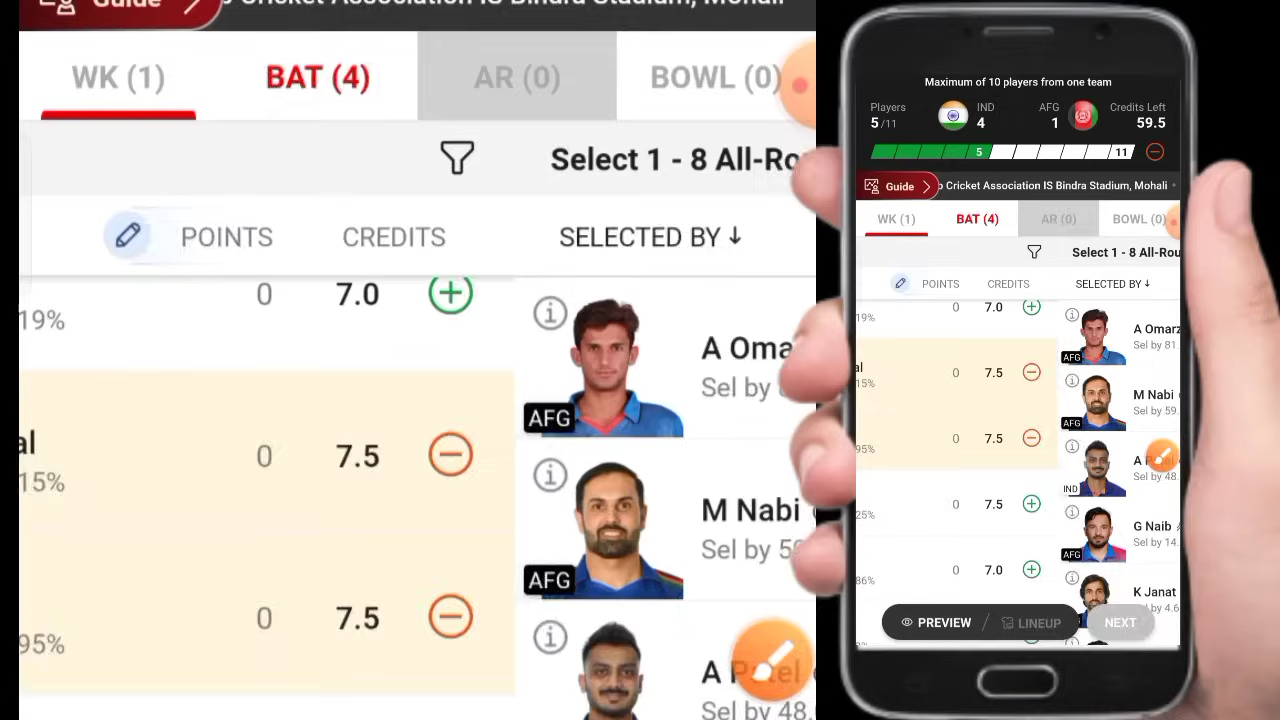 Guide
Cricket Association IS Bindra Stadium, Mohali
WK (1)
BAT (4)
AR (0)
BOWL (0)
Select 1 - 8 All-Ro
POINTS
CREDITS
SELECTED BY ↓
0
7.0
19%
A Oma
Sel by
AFG
al
0
7.5
15%
M Nabi
Sel by 5
AFG
0
7.5
95%
A Patel
Sel by 48.
Maximum of 10 players from one team
Players
5/11
IND
4
AFG
1
Credits Left
59.5
5
11
Guide
Cricket Association IS Bindra Stadium, Mohali
WK (1)
BAT (4)
AR (0)
BOWL (0)
Select 1 - 8 All-Rou
POINTS
CREDITS
SELECTED BY ↓
19%
0
7.0
A Omarz
Sel by 81.
AFG
al
15%
0
7.5
M Nabi
Sel by 59.
AFG
95%
0
7.5
A
Sel by 48.
IND
25%
0
7.5
G Naib
Sel by 14.
AFG
86%
0
7.0
K Janat
by 4.6
PREVIEW
LINEUP
NEXT